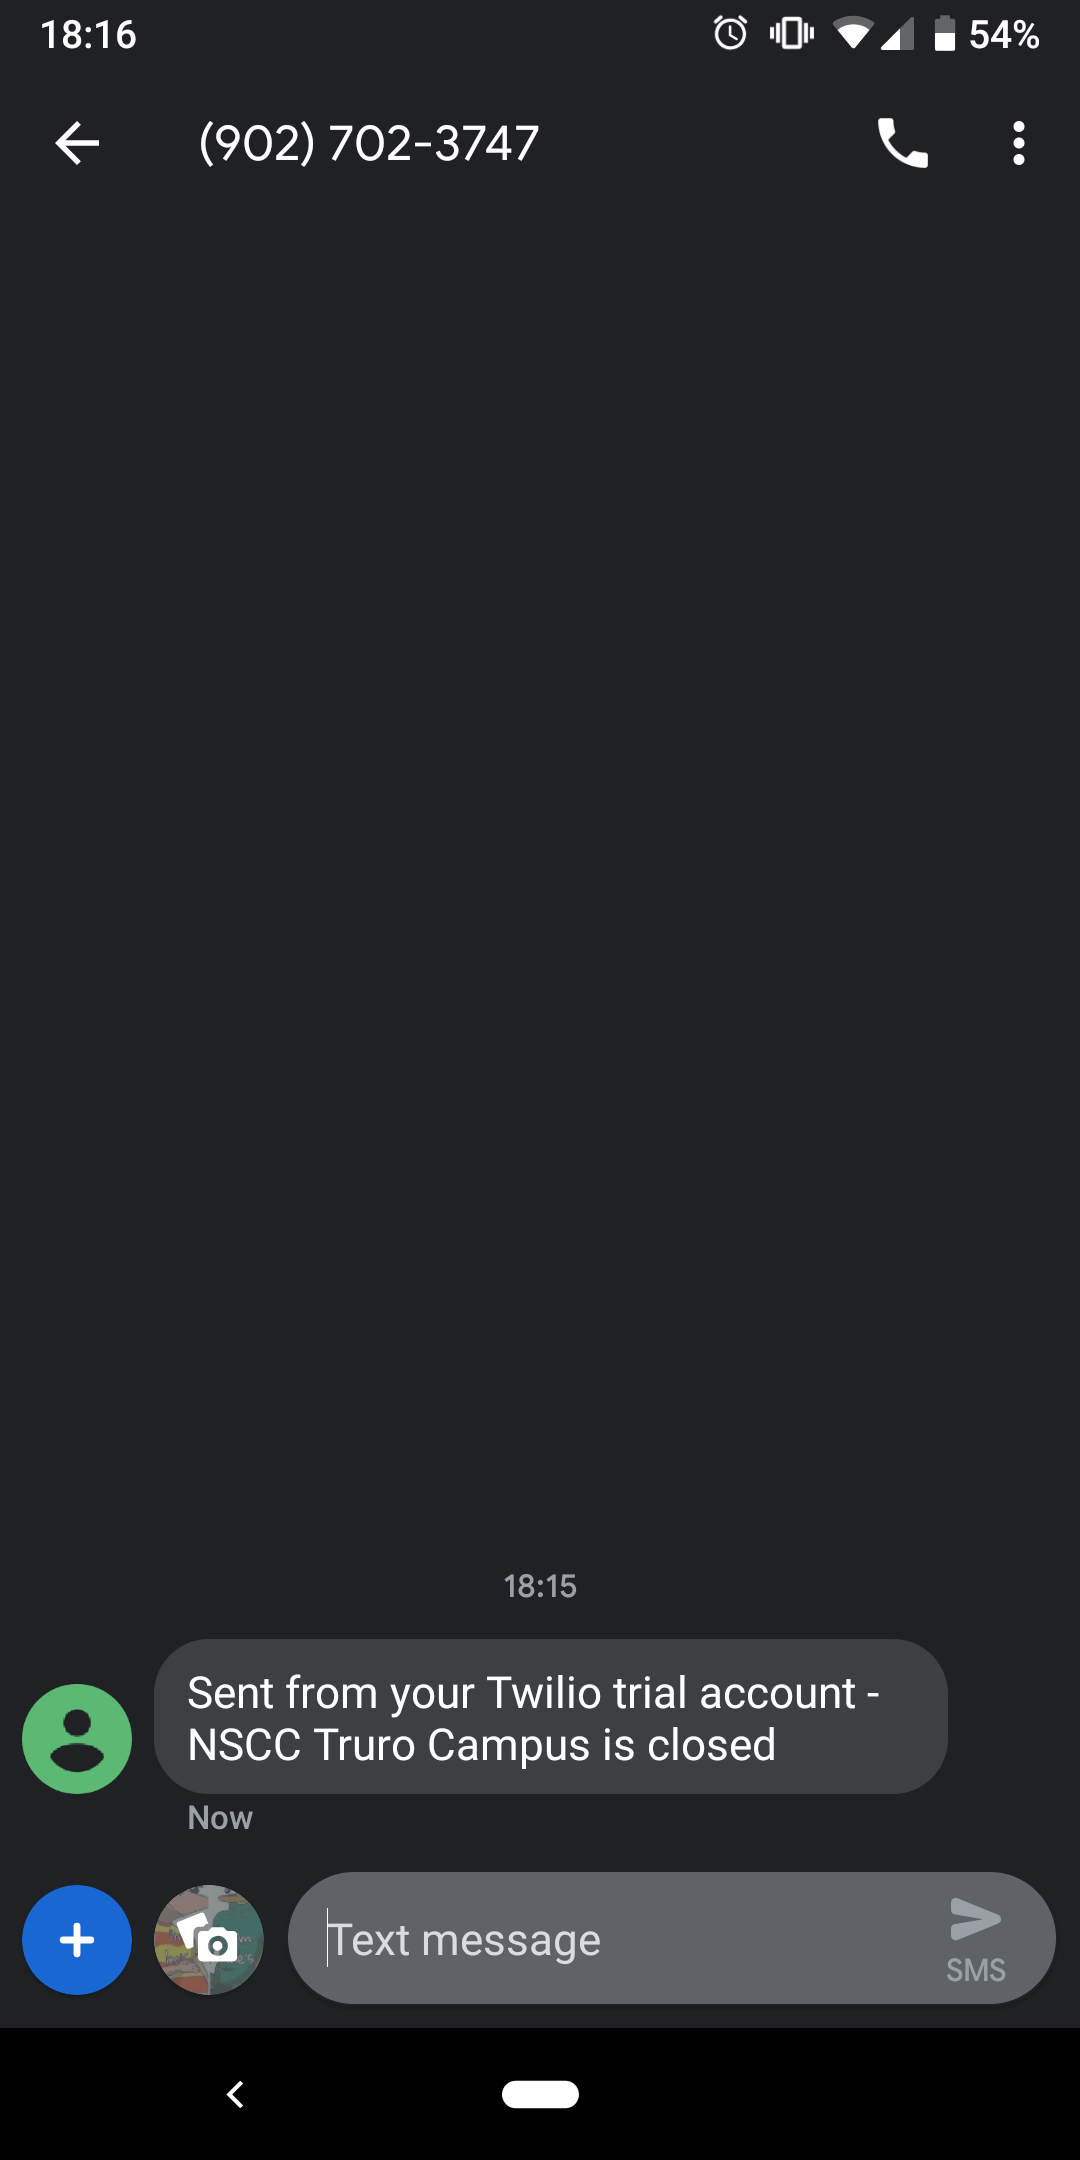 18:16
54%
(902) 702-3747
18:15
Sent from your Twilio trial account -
NSCC Truro Campus is closed
Now
Text message
SMS